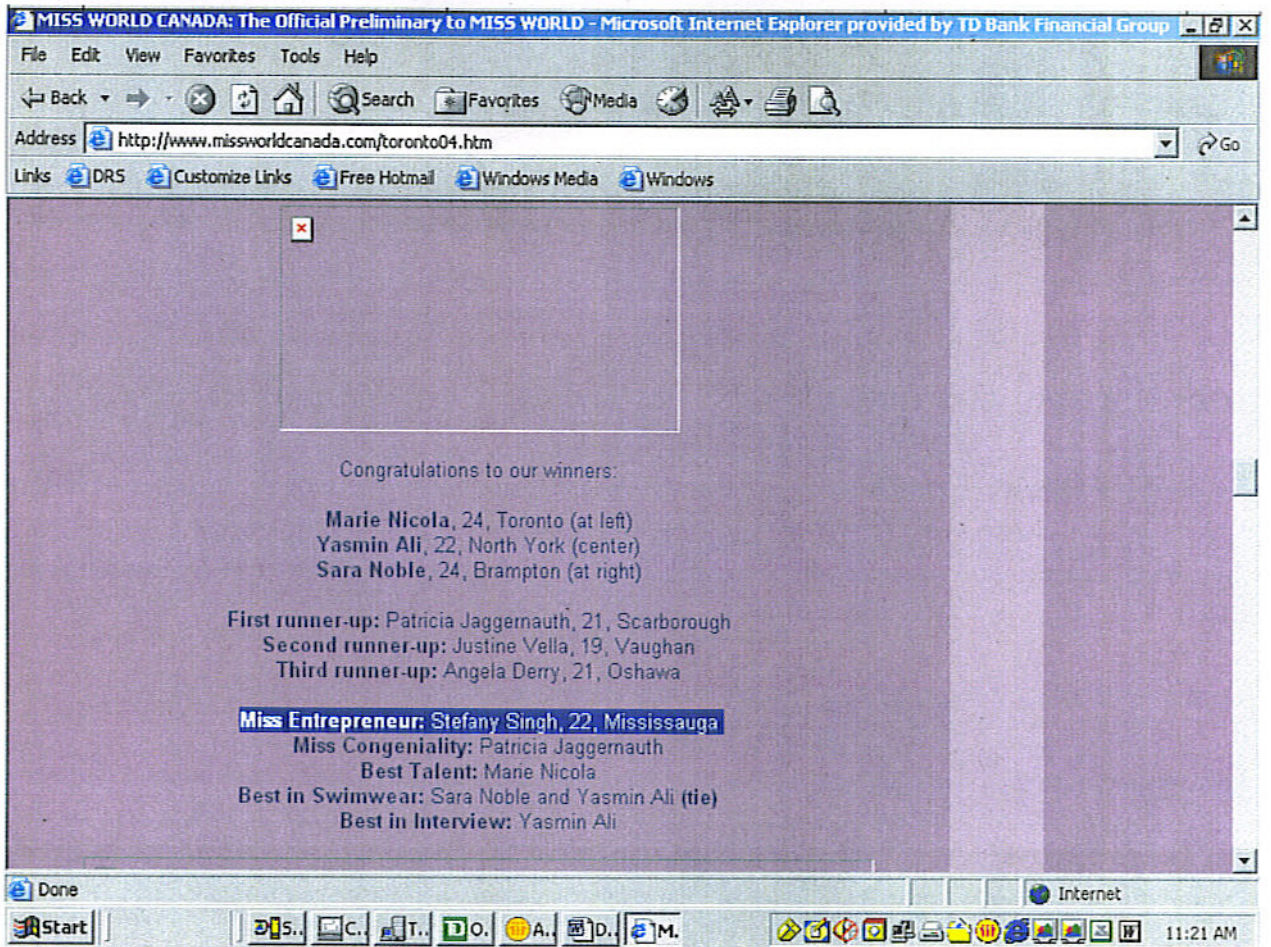 MISS WORLD CANADA: The Official Preliminary to MISS WORLD - Microsoft Internet Explorer provided by TD Bank Financial Group
File Edit View Favorites Tools Help
Back Search Favorites Media
Address http://www.missworldcanada.com/toronto04.htm Go
Links DRS Customize Links Free Hotmail Windows Media Windows
Congratulations to our winners:
Marie Nicola, 24, Toronto (at left)
Yasmin Ali, 22, North York (center)
Sara Noble, 24, Brampton (at right)
First runner-up: Patricia Jaggernauth, 21, Scarborough
Second runner-up: Justine Vella, 19, Vaughan
Third runner-up: Angela Derry, 21, Oshawa
Miss Entrepreneur: Stefany Singh, 22, Mississauga
Miss Congeniality: Patricia Jaggernauth
Best Talent: Marie Nicola
Best in Swimwear: Sara Noble and Yasmin Ali (tie)
Best in Interview: Yasmin Ali
Done Internet
Start S.. C.. T.. O.. A.. D.. M. 11:21 AM